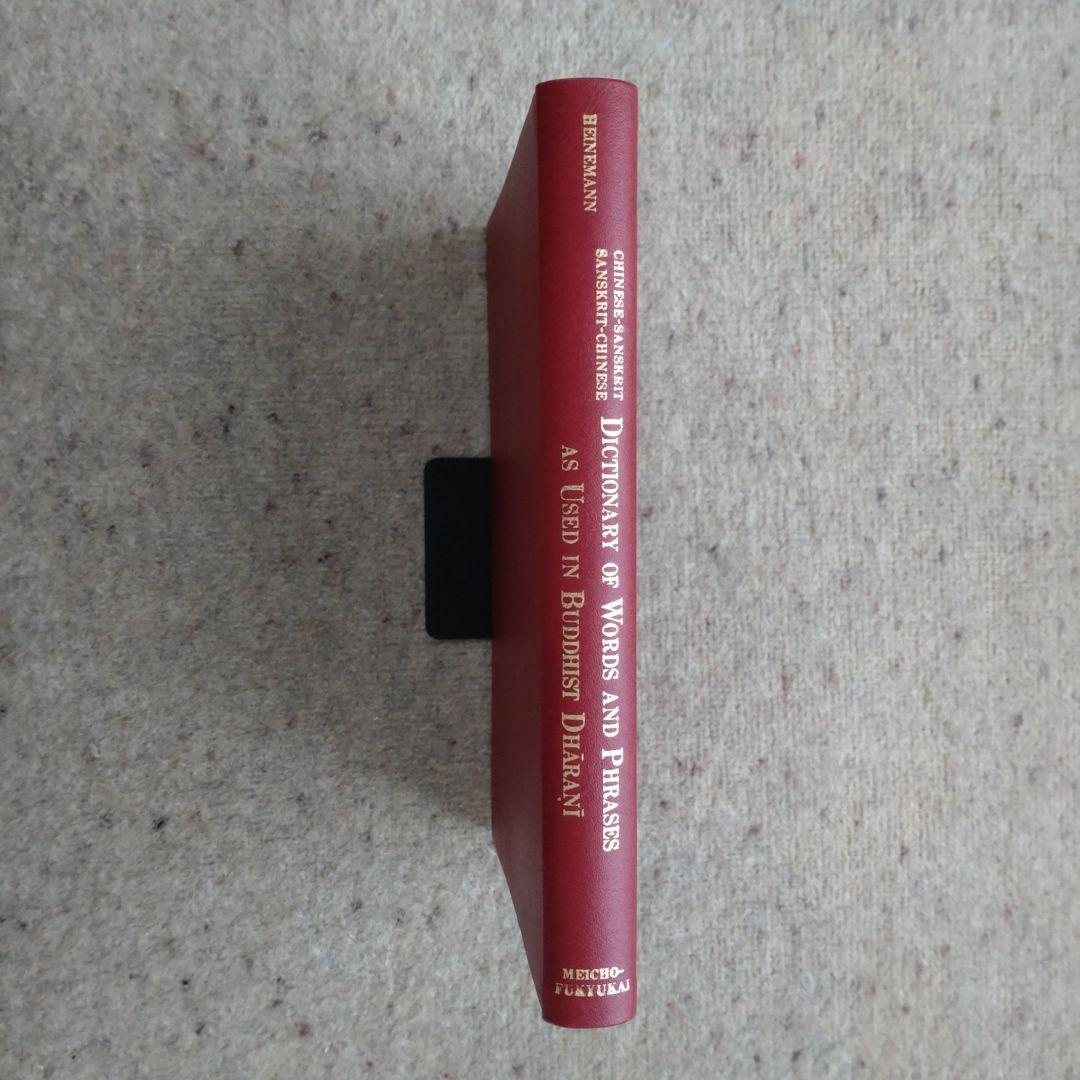 HEINEMANN
CHINESE-SANSKRIT
SANSKRIT-CHINESE
DICTIONARY OF WORDS AND PHRASES
AS USED IN BUDDHIST DHĀRAṆĪ
MEICHO-
FUKYUKAI